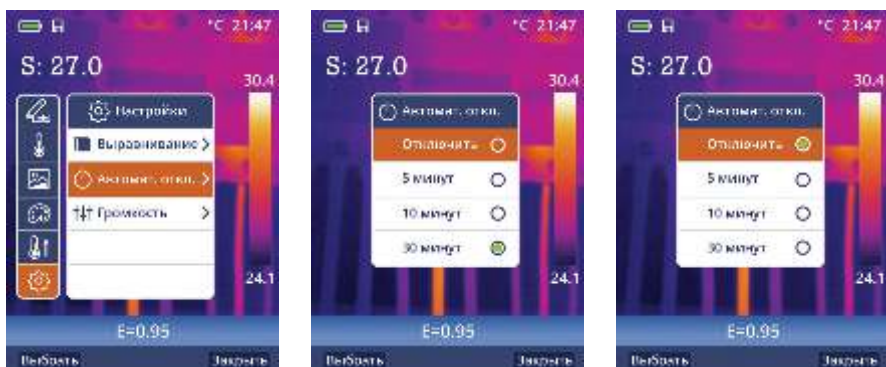 °C 21:47
S: 27.0
30.4
Настройки
Выравнивание >
Автомат. откл. >
Громкость >
24.1
E=0.95
Выбрать Закрыть
°C 21:47
S: 27.0
30.4
Автомат. откл.
Отключить
5 минут
10 минут
30 минут
24.1
E=0.95
Выбрать Закрыть
°C 21:47
S: 27.0
30.4
Автомат. откл.
Отключить
5 минут
10 минут
30 минут
24.1
E=0.95
Выбрать Закрыть